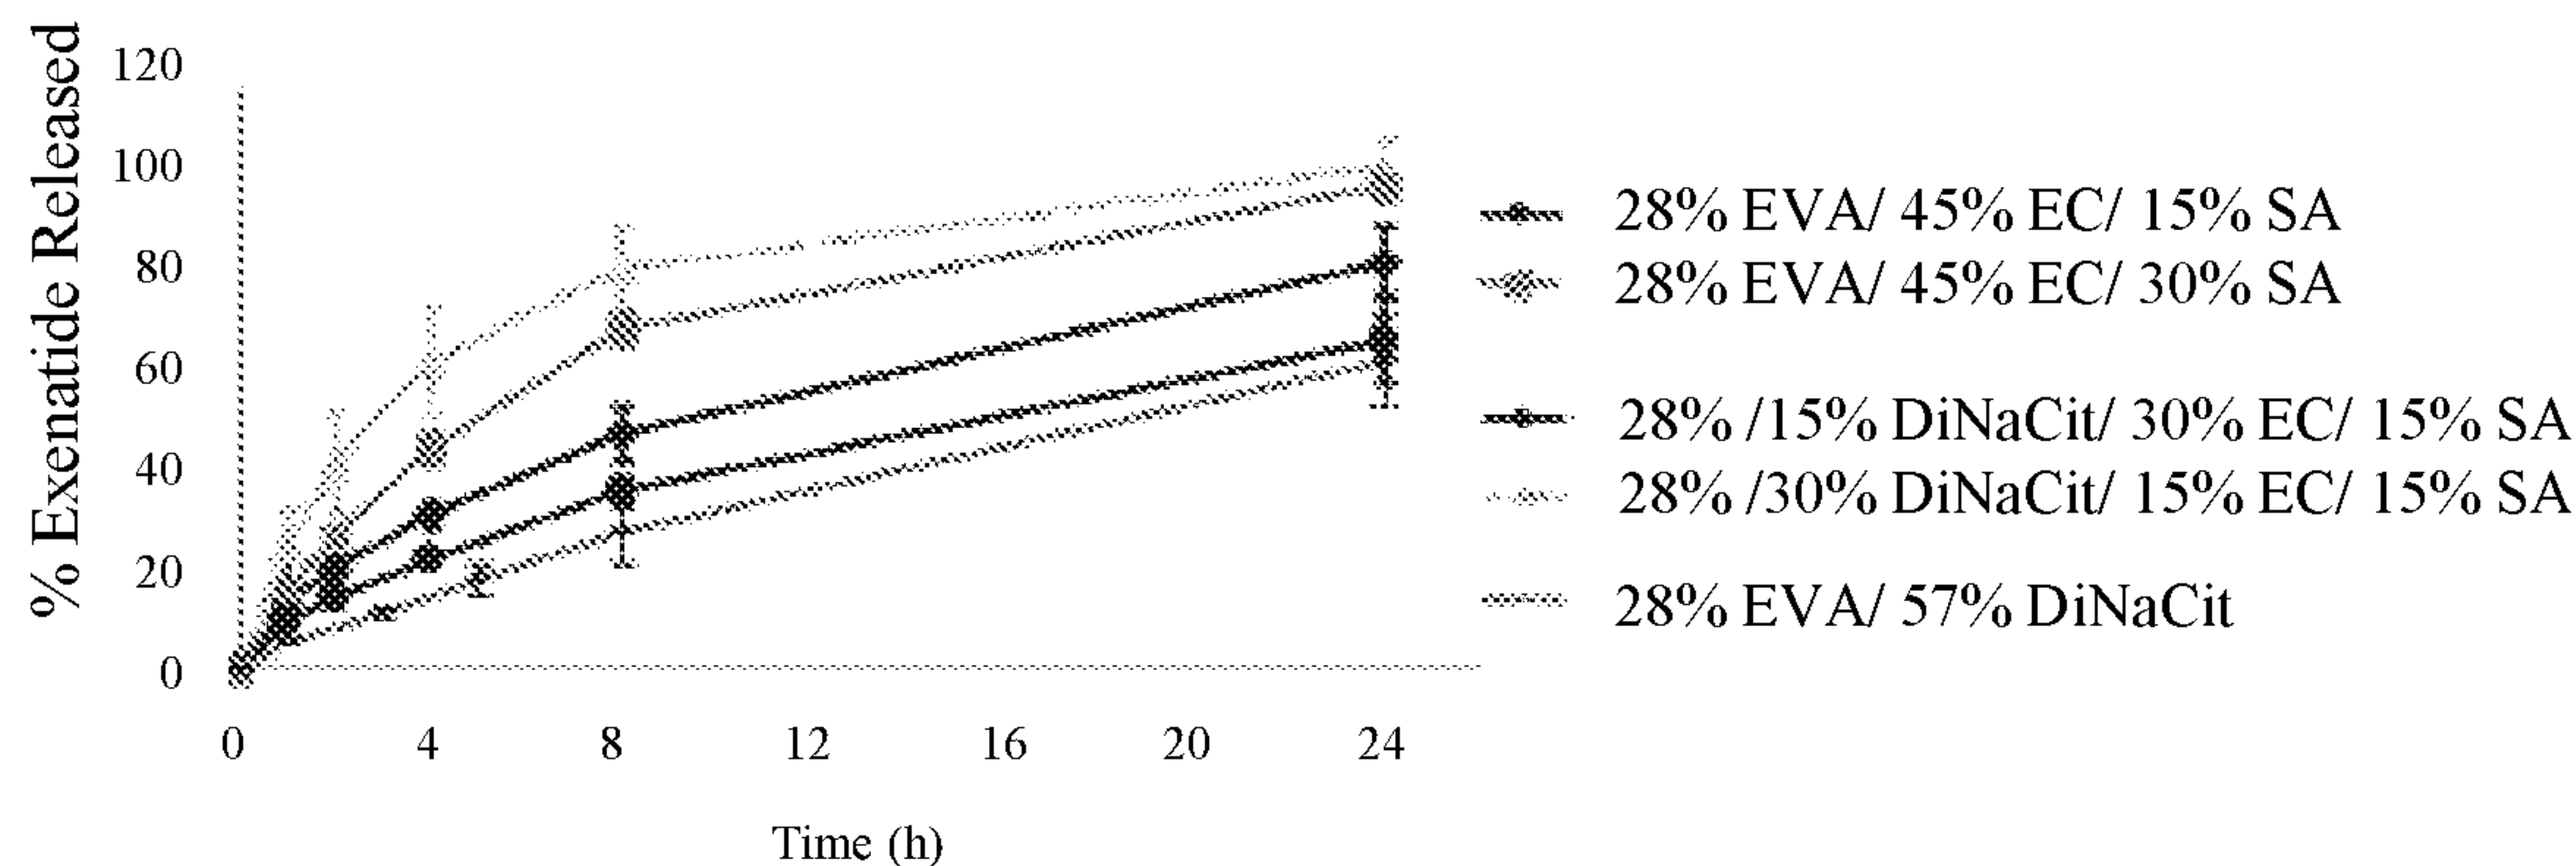 % Exenatide Released
120
100
80
60
40
20
0
0 4 8 12 16 20 24
Time (h)
28% EVA/ 45% EC/ 15% SA
28% EVA/ 45% EC/ 30% SA
28% /15% DiNaCit/ 30% EC/ 15% SA
28% /30% DiNaCit/ 15% EC/ 15% SA
28% EVA/ 57% DiNaCit